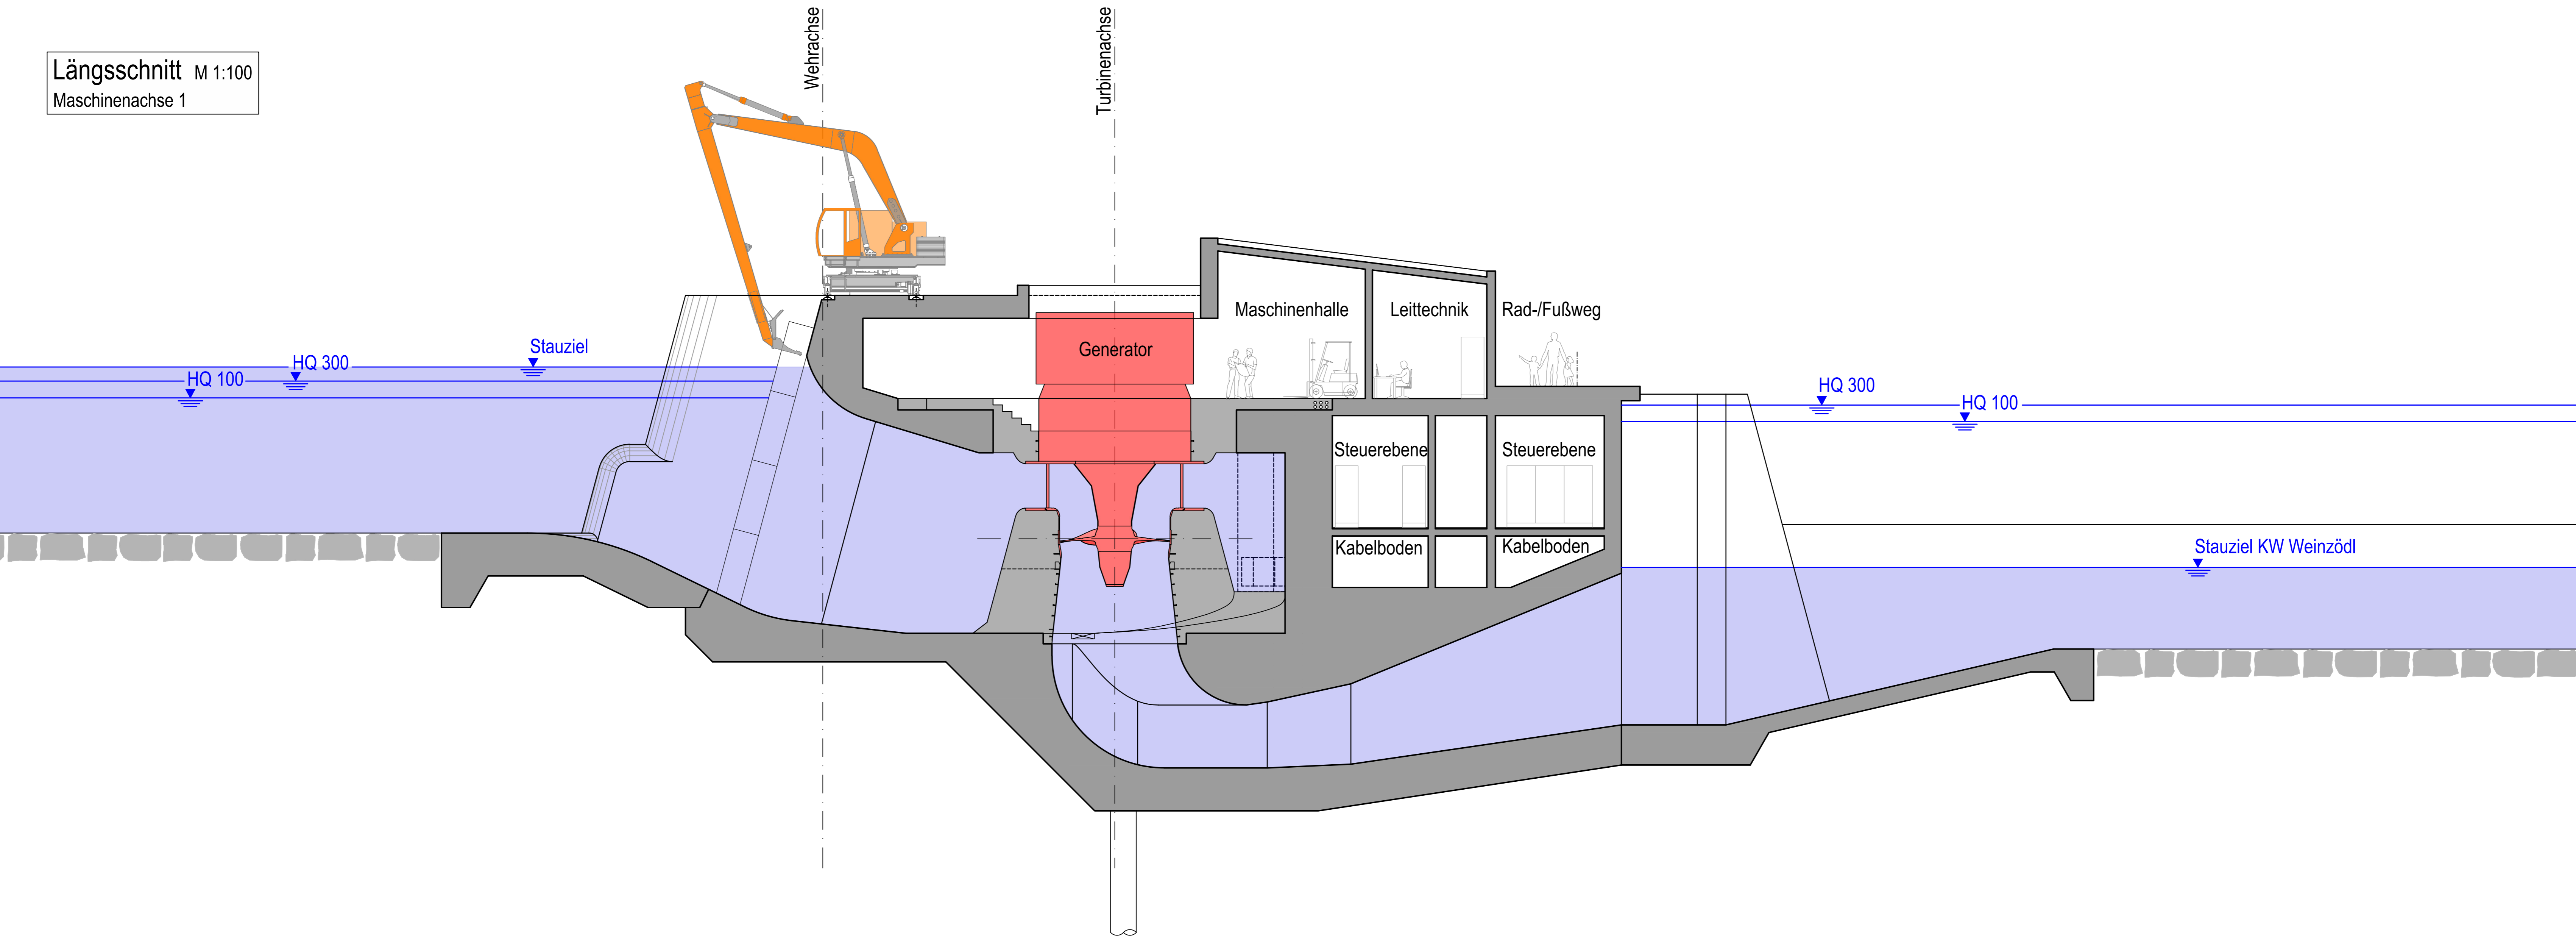 Längsschnitt M 1:100
Maschinenachse 1
Wehrachse
Turbinenachse
Stauziel
HQ 300
HQ 100
Generator
Maschinenhalle
Leittechnik
Rad-/Fußweg
Steuerebene
Steuerebene
Kabelboden
Kabelboden
HQ 300
HQ 100
Stauziel KW Weinzödl